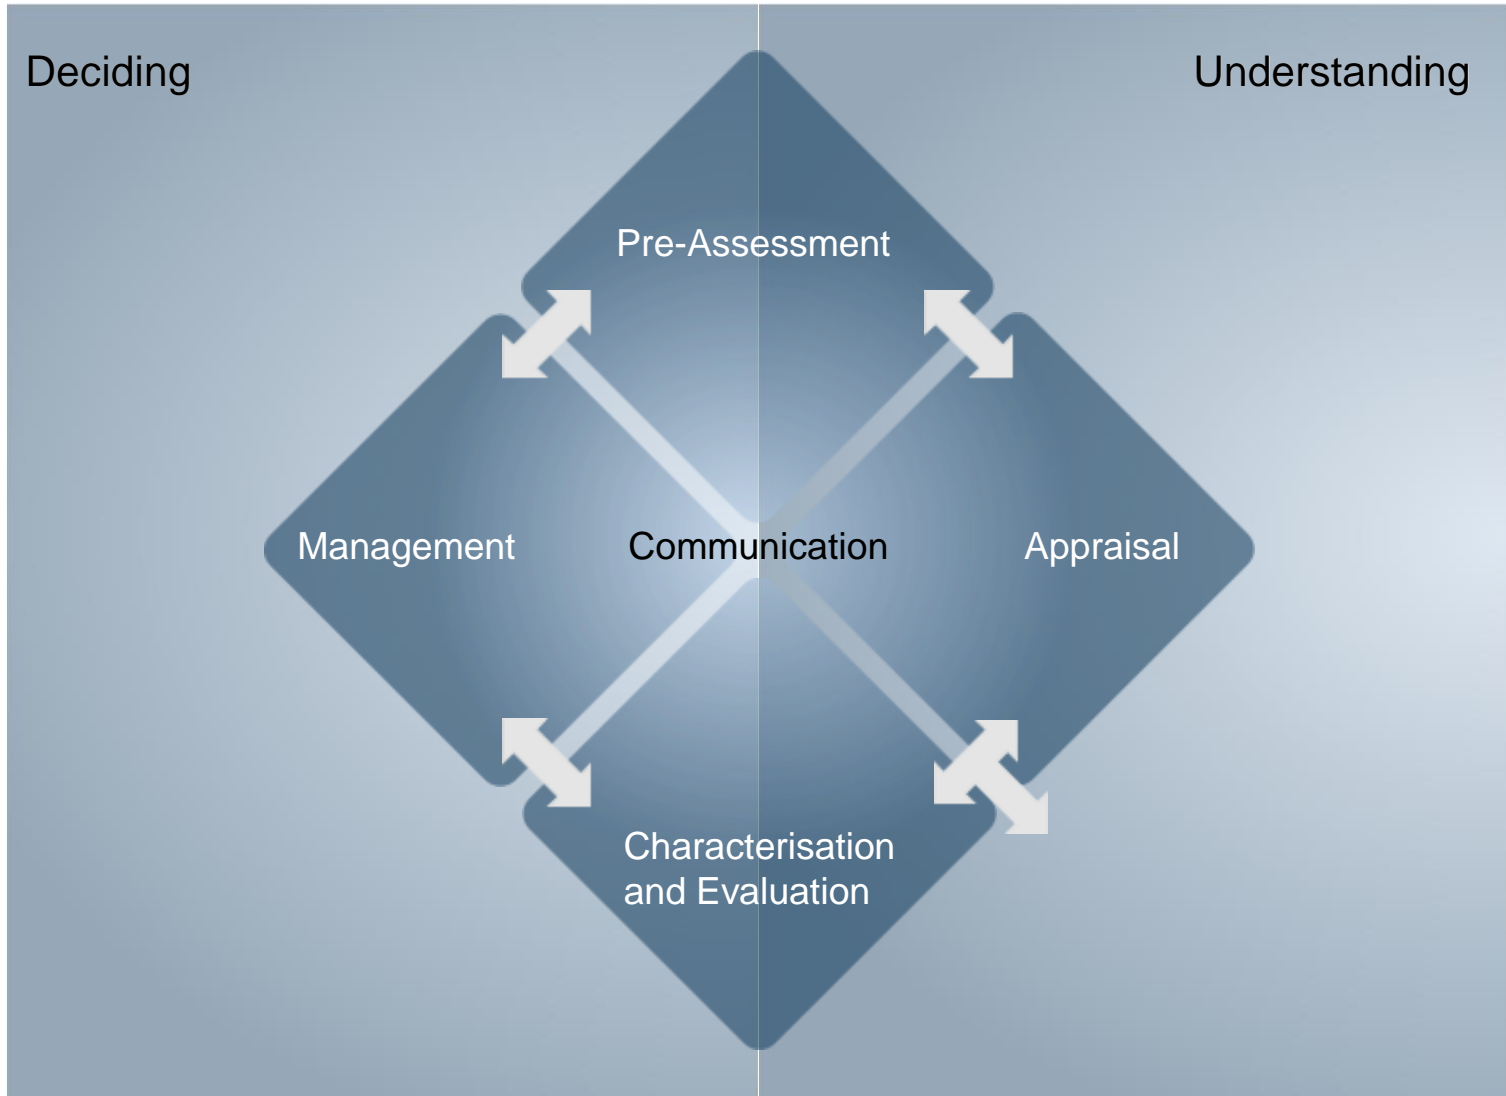 Deciding
Understanding
Pre-Assessment
Management
Communication
Appraisal
Characterisation
and Evaluation